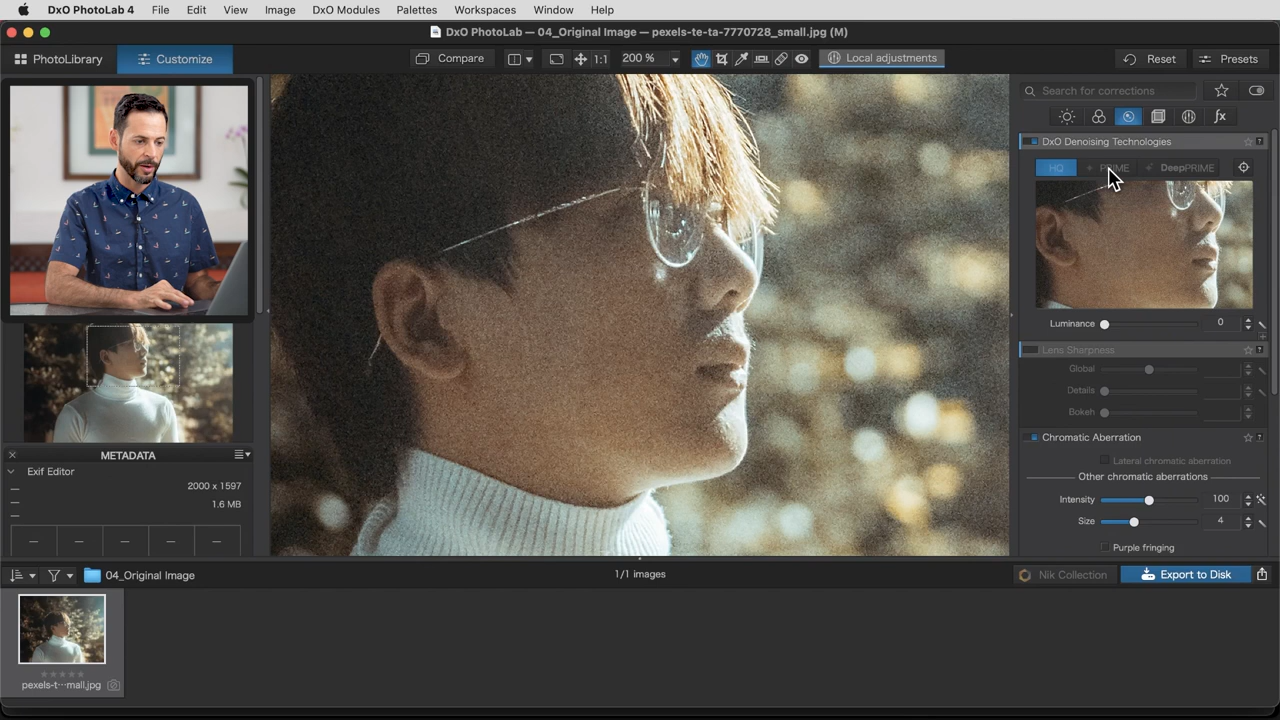 DxO PhotoLab 4 File Edit View Image DxO Modules Palettes Workspaces Window Help
DxO PhotoLab — 04_Original Image — pexels-te-ta-7770728_small.jpg (M)
PhotoLibrary Customize Compare 1:1 200 % Local adjustments Reset Presets
Search for corrections
fx
DxO Denoising Technologies
HQ PRIME DeepPRIME
Luminance 0
Lens Sharpness
Global
Details
Bokeh
METADATA
Exif Editor
2000 x 1597
1.6 MB
— — — — —
Chromatic Aberration
Lateral chromatic aberration
Other chromatic aberrations
Intensity 100
Size 4
Purple fringing
04_Original Image 1/1 images Nik Collection Export to Disk
pexels-t···mall.jpg